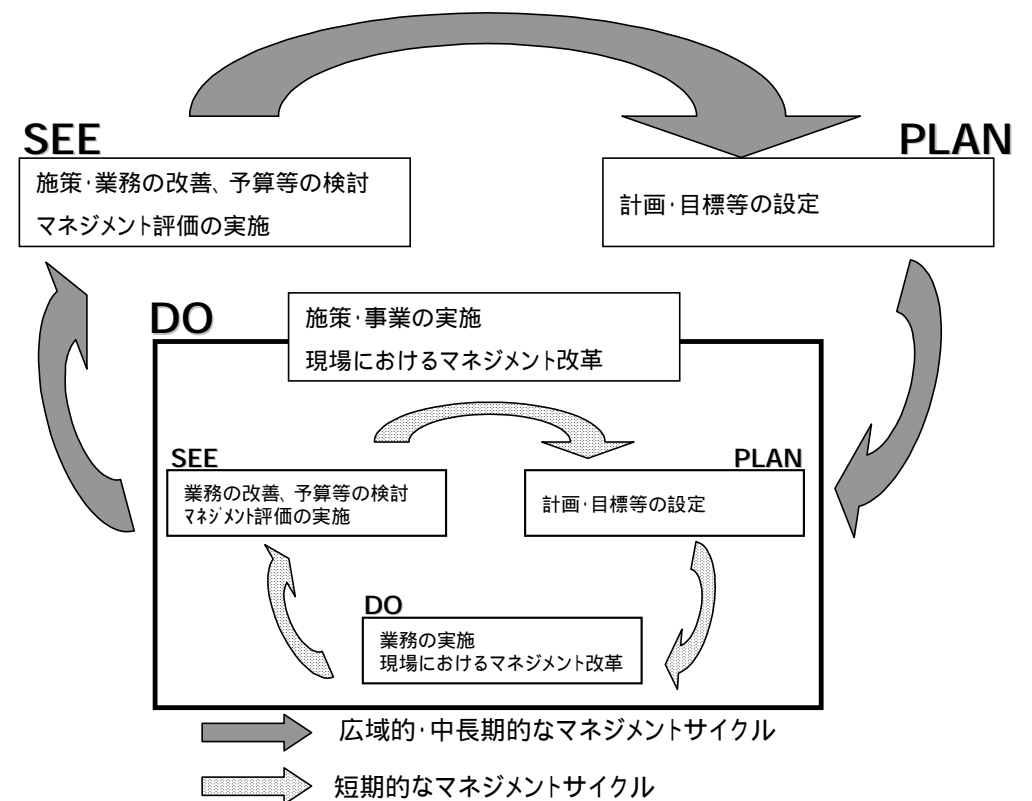 SEE
施策･業務の改善、予算等の検討
マネジメント評価の実施
PLAN
計画･目標等の設定
DO
施策･事業の実施
現場におけるマネジメント改革
SEE
業務の改善、予算等の検討
ﾏﾈｼﾞﾒﾝﾄ評価の実施
PLAN
計画･目標等の設定
DO
業務の実施
現場におけるマネジメント改革
広域的･中長期的なマネジメントサイクル
短期的なマネジメントサイクル